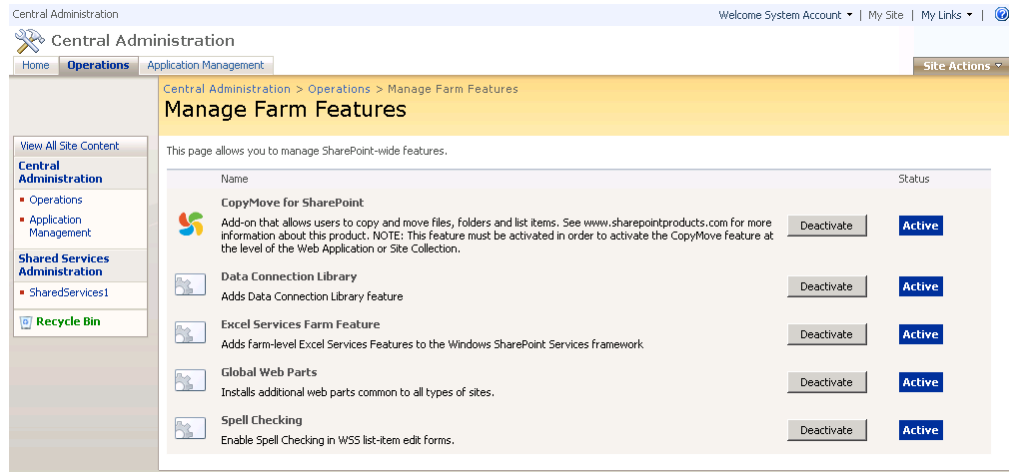 Central Administration
Welcome System Account | My Site | My Links |
Central Administration
Home Operations Application Management
Site Actions
Central Administration > Operations > Manage Farm Features
Manage Farm Features
View All Site Content
Central
Administration
Operations
Application
Management
Shared Services
Administration
SharedServices1
Recycle Bin
This page allows you to manage SharePoint-wide features.
Name Status
CopyMove for SharePoint
Add-on that allows users to copy and move files, folders and list items. See www.sharepointproducts.com for more
information about this product. NOTE: This feature must be activated in order to activate the CopyMove feature at
the level of the Web Application or Site Collection.
Deactivate Active
Data Connection Library
Adds Data Connection Library feature
Deactivate Active
Excel Services Farm Feature
Adds farm-level Excel Services Features to the Windows SharePoint Services framework
Deactivate Active
Global Web Parts
Installs additional web parts common to all types of sites.
Deactivate Active
Spell Checking
Enable Spell Checking in WSS list-item edit forms.
Deactivate Active